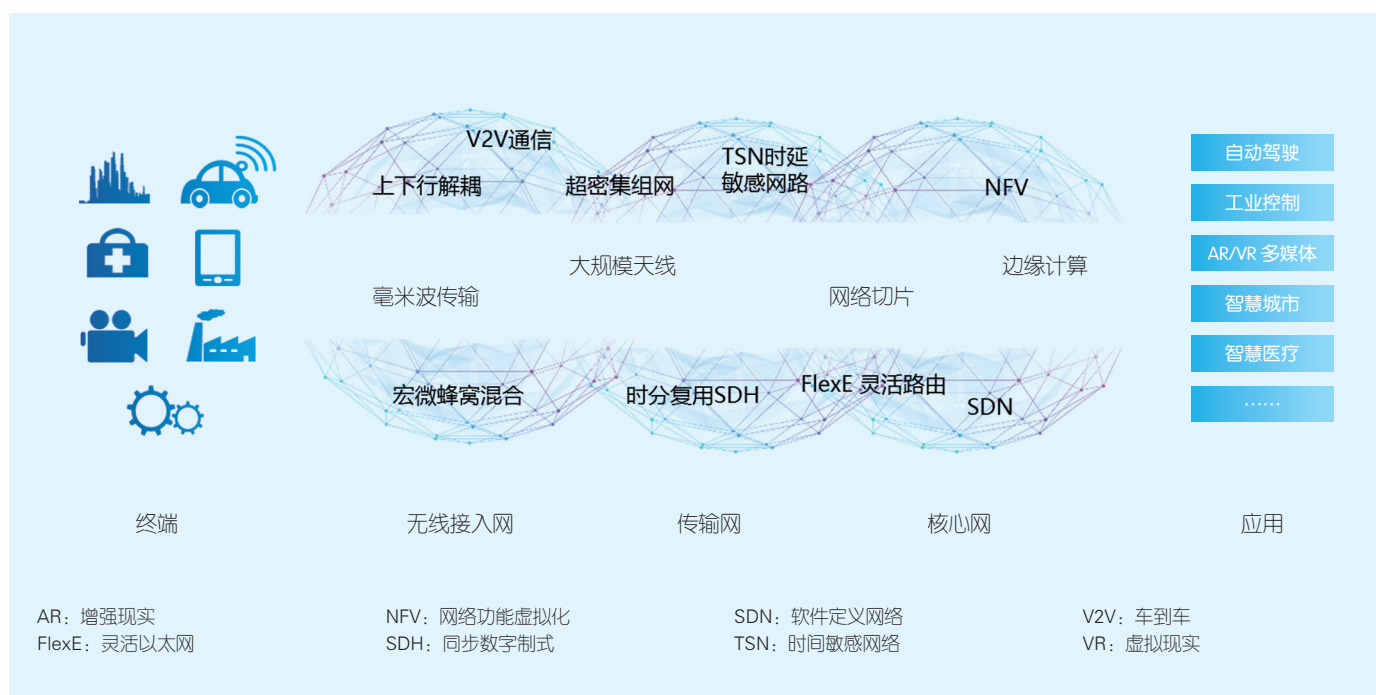 V2V通信
上下行解耦
超密集组网
TSN时延
敏感网路
NFV
大规模天线
边缘计算
毫米波传输
网络切片
宏微蜂窝混合
时分复用SDH
FlexE 灵活路由
SDN
自动驾驶
工业控制
AR/VR 多媒体
智慧城市
智慧医疗
……
终端
无线接入网
传输网
核心网
应用
AR：增强现实
FlexE：灵活以太网
NFV：网络功能虚拟化
SDH：同步数字制式
SDN：软件定义网络
TSN：时间敏感网络
V2V：车到车
VR：虚拟现实